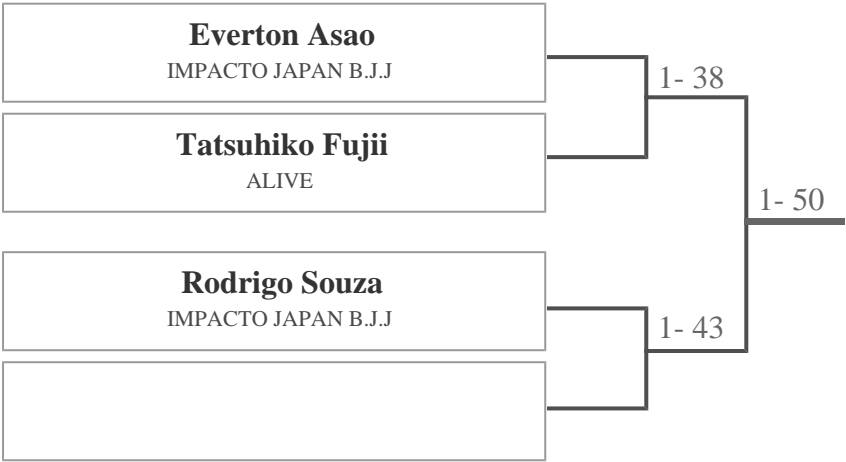 Everton Asao
IMPACTO JAPAN B.J.J
1- 38
Tatsuhiko Fujii
ALIVE
1- 50
Rodrigo Souza
IMPACTO JAPAN B.J.J
1- 43